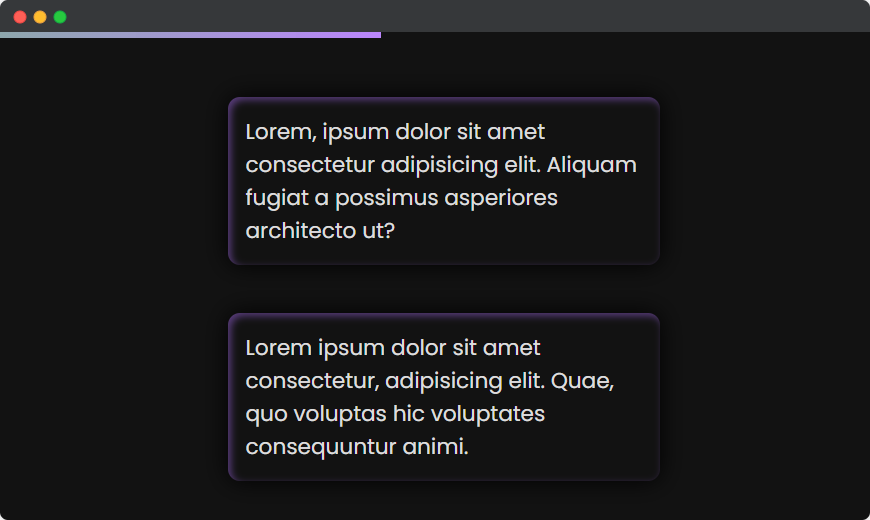 Lorem, ipsum dolor sit amet
consectetur adipisicing elit. Aliquam
fugiat a possimus asperiores
architecto ut?
Lorem ipsum dolor sit amet
consectetur, adipisicing elit. Quae,
quo voluptas hic voluptates
consequuntur animi.